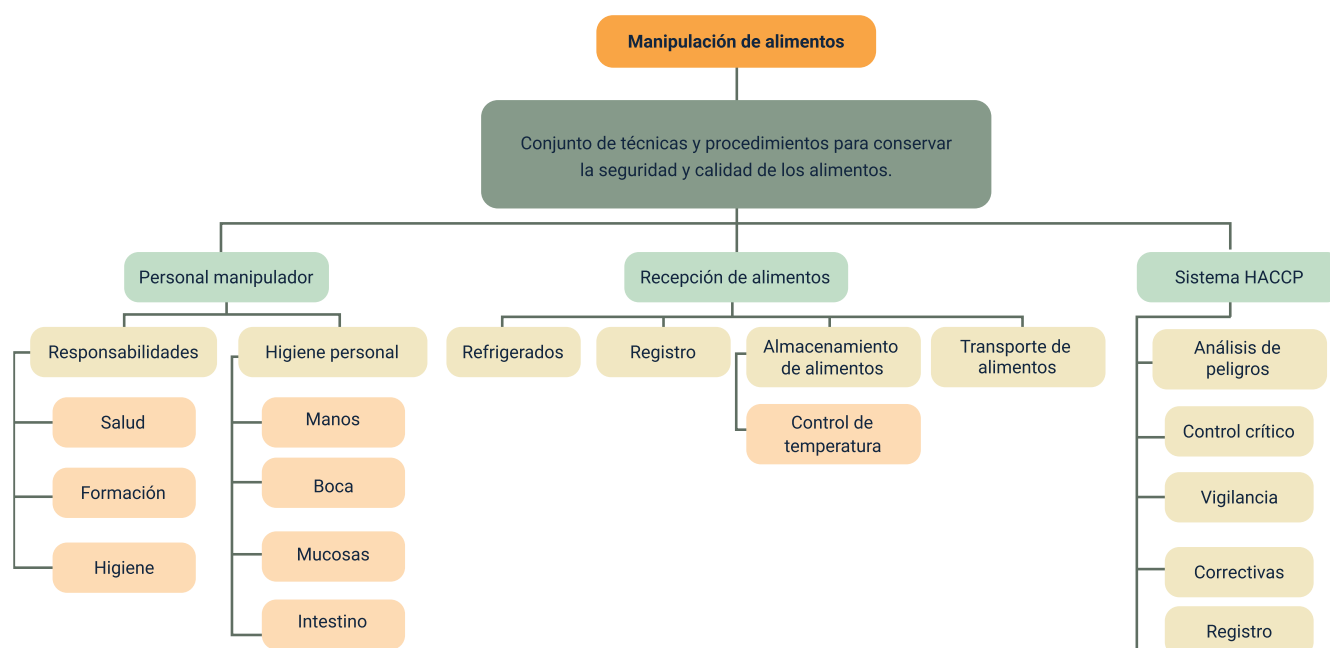 Manipulación de alimentos
Conjunto de técnicas y procedimientos para conservar
la seguridad y calidad de los alimentos.
Personal manipulador
Recepción de alimentos
Sistema HACCP
Responsabilidades
Salud
Formación
Higiene
Higiene personal
Manos
Boca
Mucosas
Intestino
Refrigerados
Registro
Almacenamiento
de alimentos
Control de
temperatura
Transporte de
alimentos
Análisis de
peligros
Control crítico
Vigilancia
Correctivas
Registro